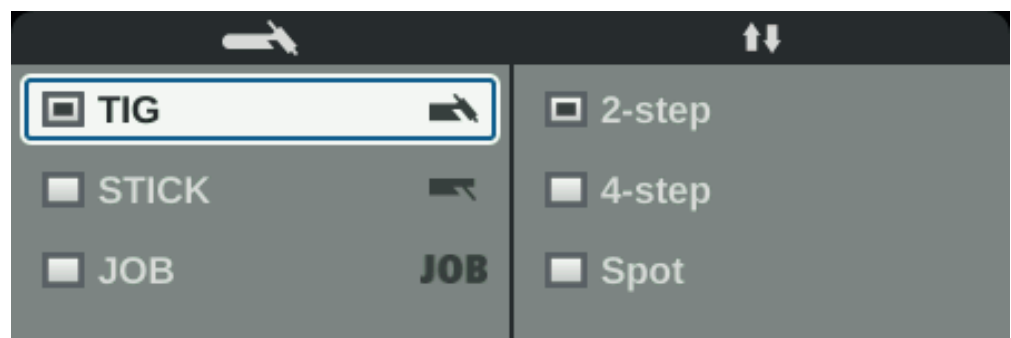 TIG
STICK
JOB JOB
2-step
4-step
Spot